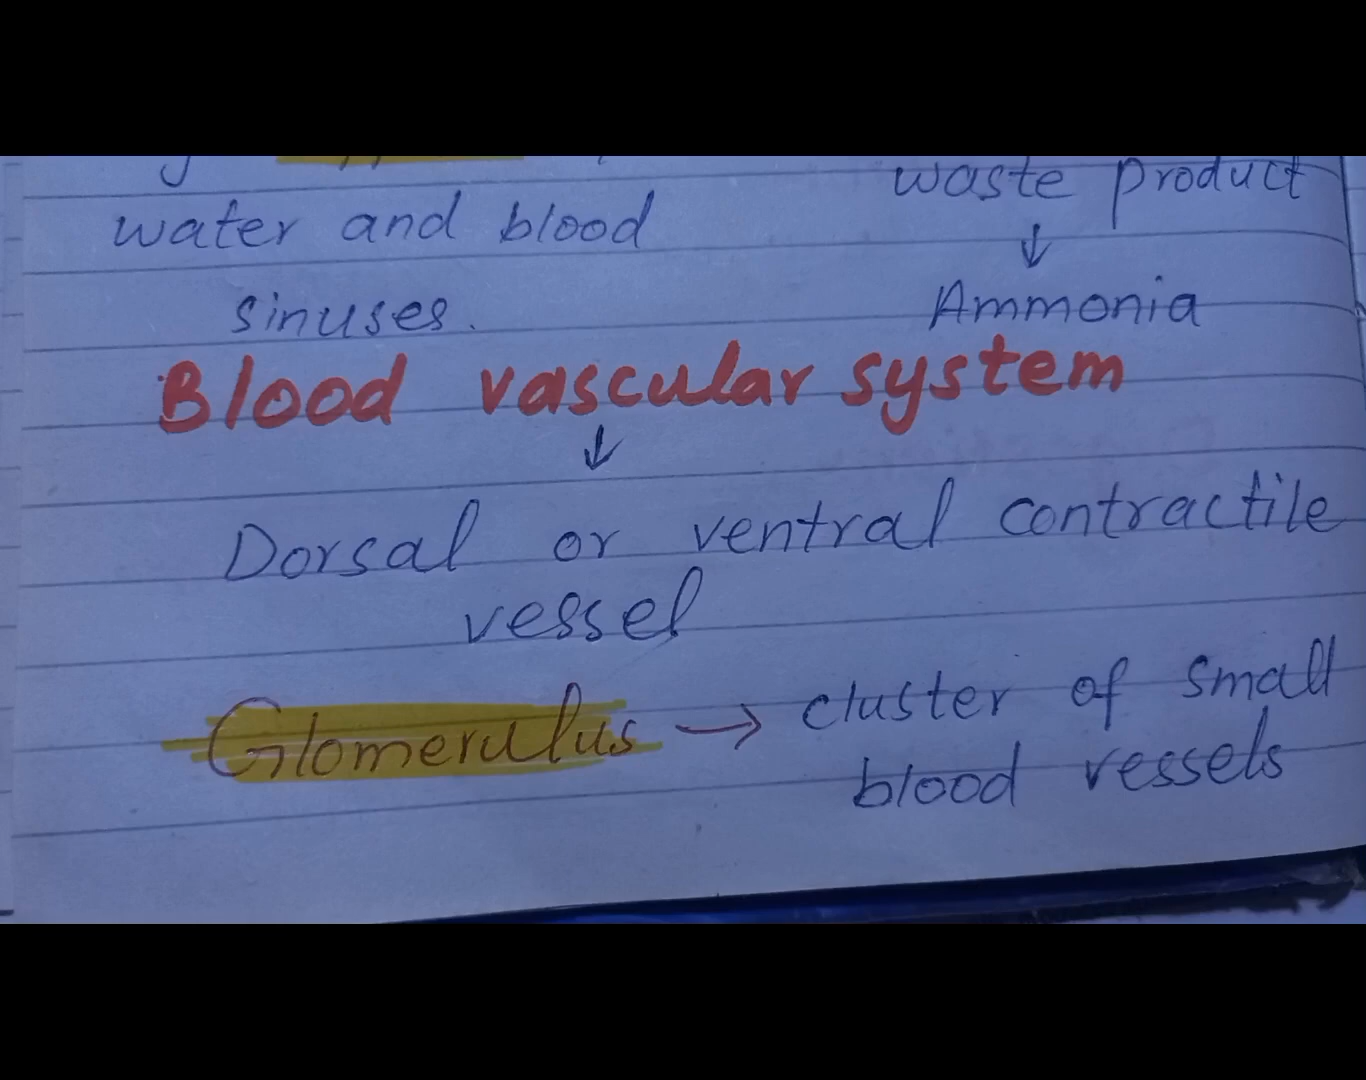 waste product
water and blood
↓
sinuses.
Ammonia
Blood vascular system
↓
Dorsal or ventral contractile
vessel
Glomerulus → cluster of small
blood vessels